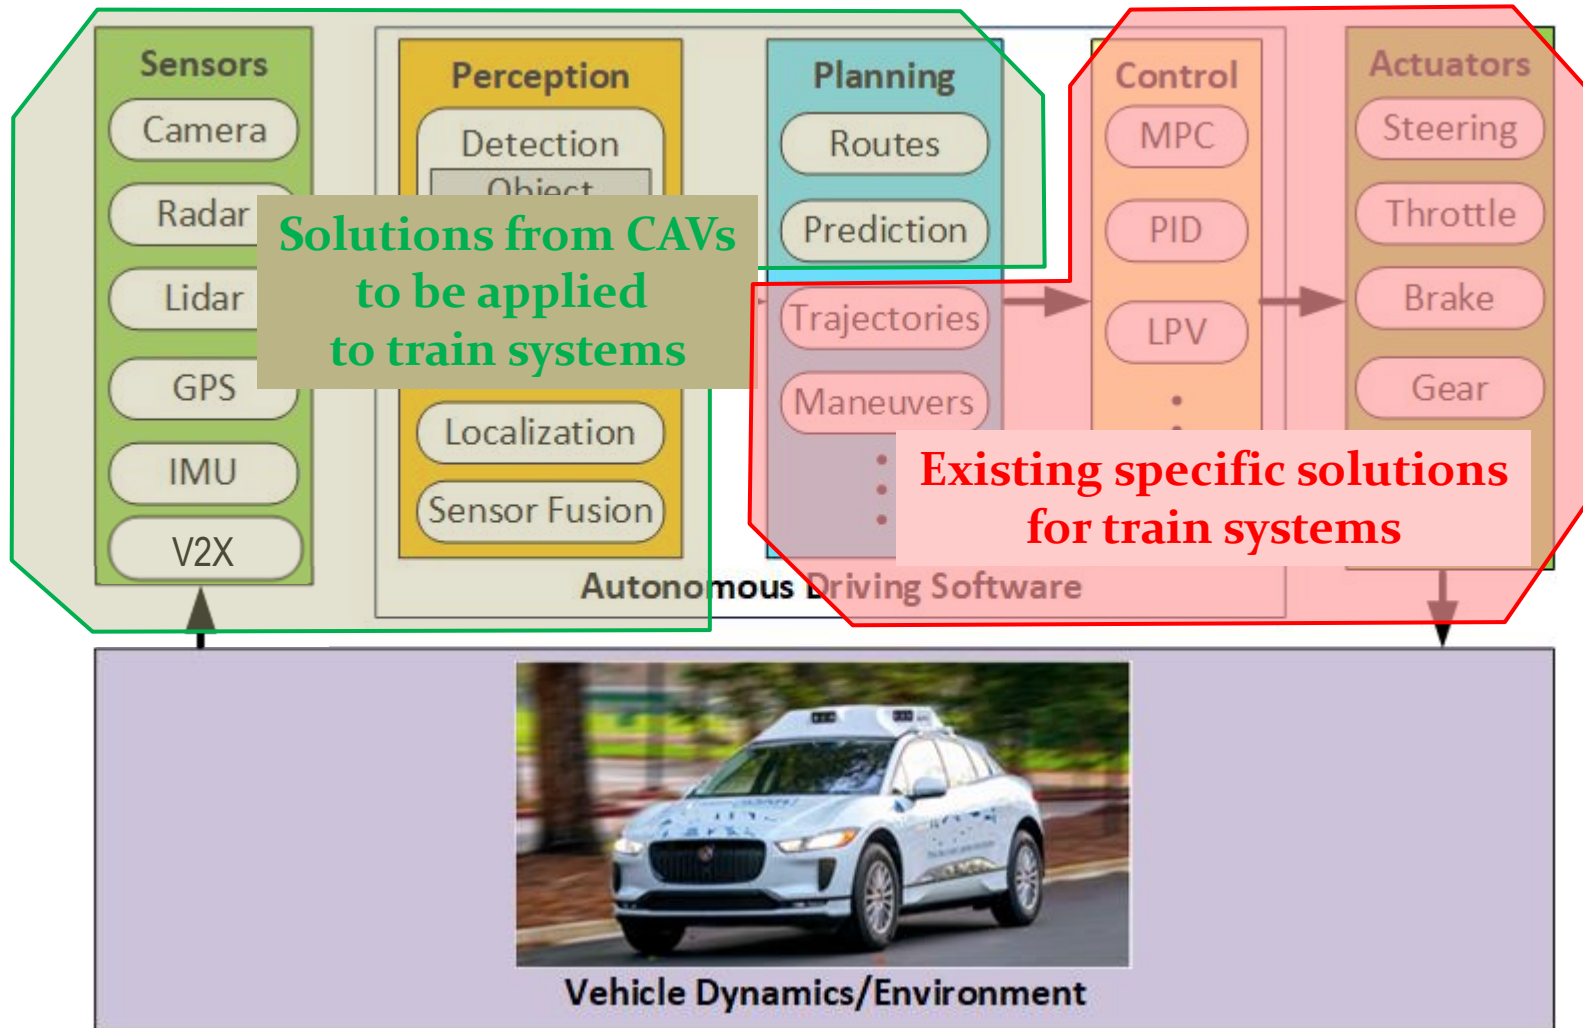 Sensors
Camera
Radar
Lidar
GPS
IMU
V2X
Perception
Detection
Object
Localization
Sensor Fusion
Planning
Routes
Prediction
Trajectories
Maneuvers
Control
MPC
PID
LPV
Actuators
Steering
Throttle
Brake
Gear
Solutions from CAVs
to be applied
to train systems
Existing specific solutions
for train systems
Autonomous Driving Software
Vehicle Dynamics/Environment